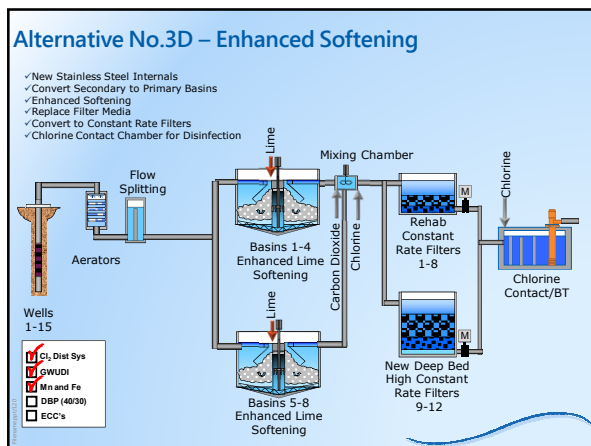 Alternative No.3D – Enhanced Softening
✓New Stainless Steel Internals
✓Convert Secondary to Primary Basins
✓Enhanced Softening
✓Replace Filter Media
✓Convert to Constant Rate Filters
✓Chlorine Contact Chamber for Disinfection
Lime
Mixing Chamber
Flow
Splitting
Chlorine
M
Aerators
Basins 1-4
Enhanced Lime
Softening
Carbon Dioxide
Chlorine
Rehab
Constant
Rate Filters
1-8
Chlorine
Contact/BT
Wells
1-15
Lime
M
New Deep Bed
High Constant
Rate Filters
9-12
Basins 5-8
Enhanced Lime
Softening
Cl₂ Dist Sys
GWUDI
Mn and Fe
DBP (40/30)
ECC's